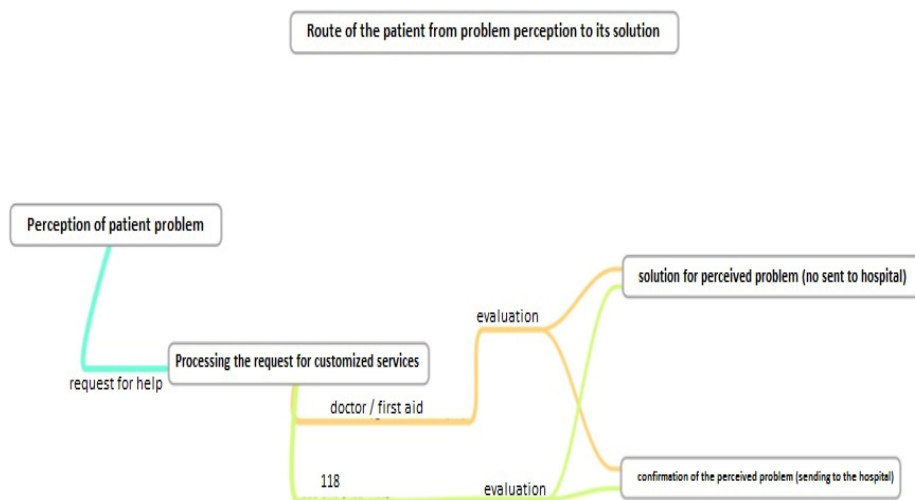 Route of the patient from problem perception to its solution
Perception of patient problem
solution for perceived problem (no sent to hospital)
evaluation
Processing the request for customized services
request for help
doctor / first aid
118
evaluation
confirmation of the perceived problem (sending to the hospital)